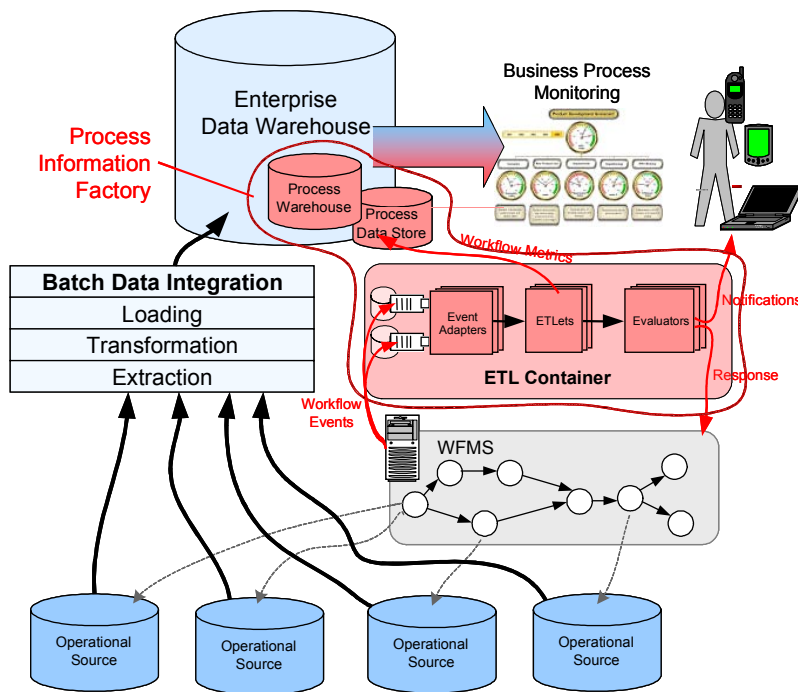 Enterprise
Data Warehouse
Business Process
Monitoring
Process
Information
Factory
Process
Warehouse
Process
Data Store
Workflow Metrics
Batch Data Integration
Loading
Transformation
Extraction
Event
Adapters
ETLets
Evaluators
Notifications
ETL Container
Response
Workflow
Events
WFMS
Operational
Source
Operational
Source
Operational
Source
Operational
Source